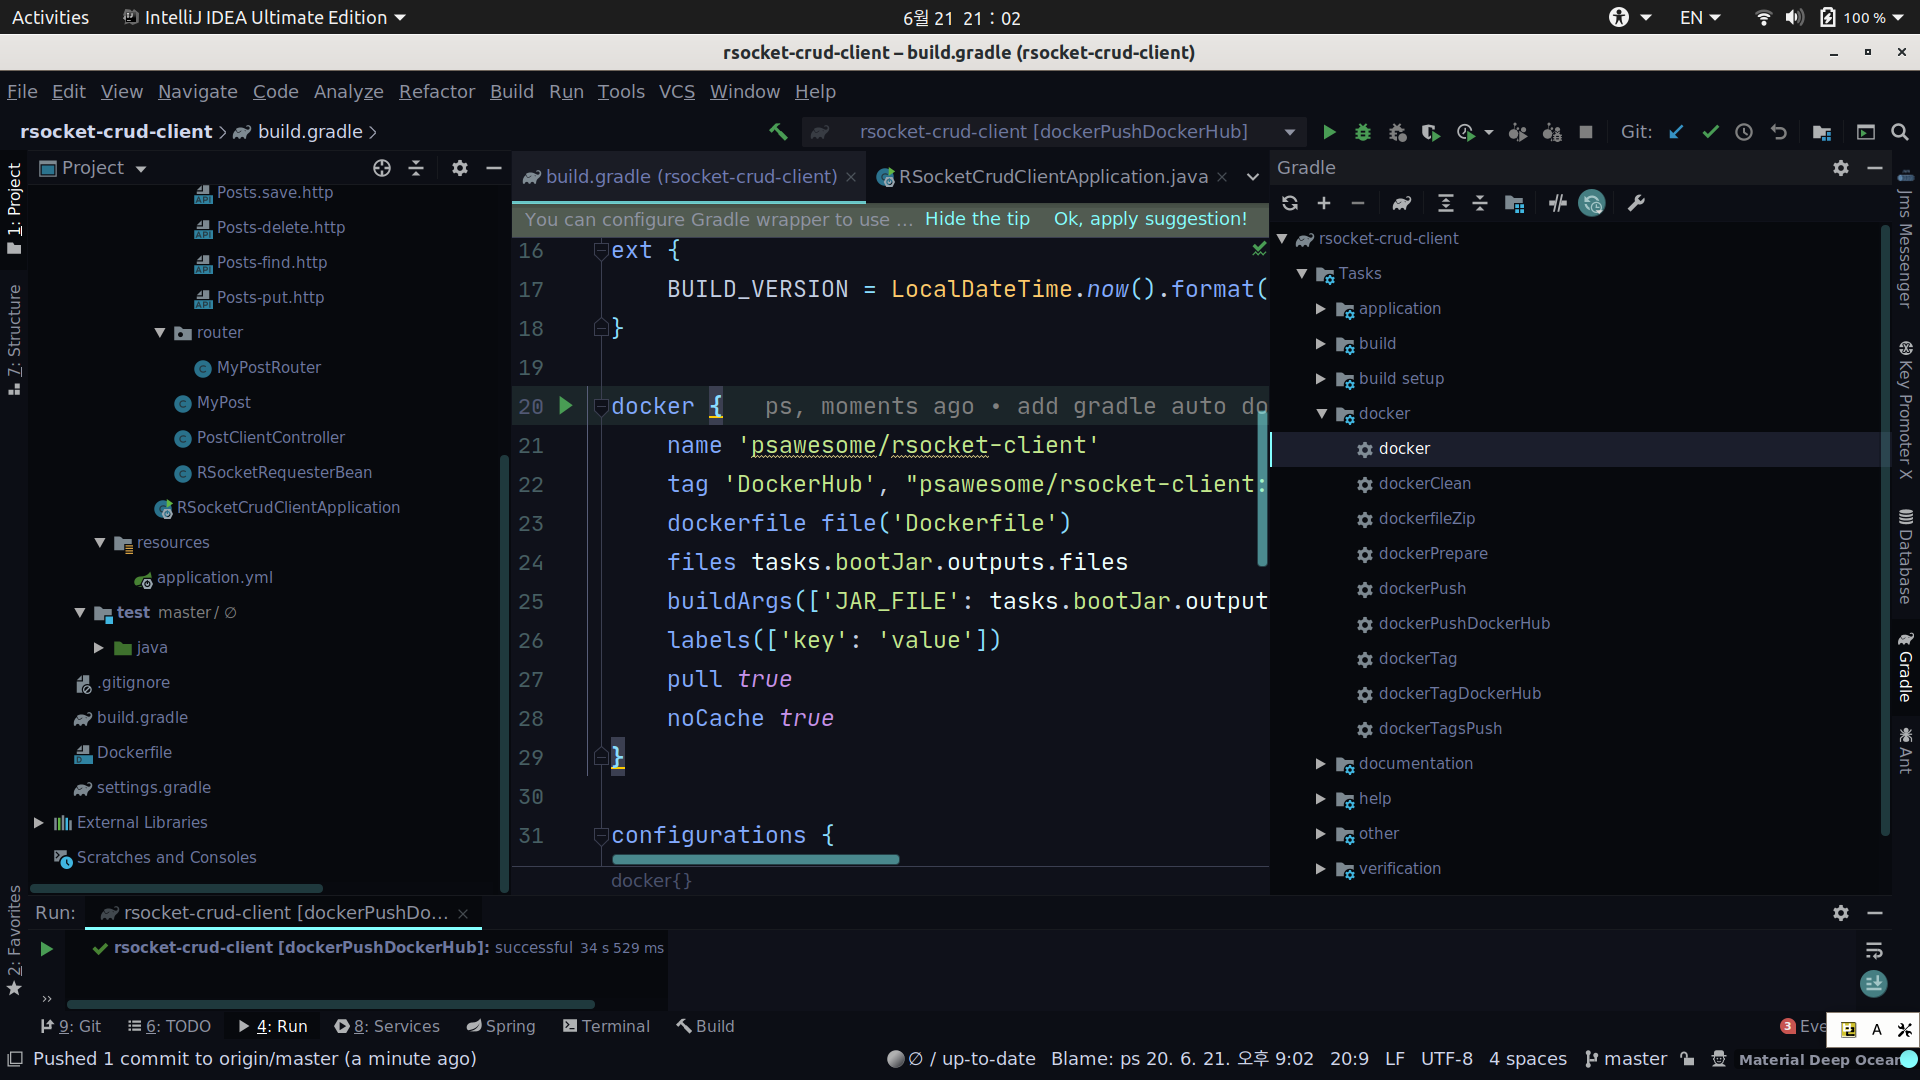 Activities
IntelliJ IDEA Ultimate Edition
6월 21 21 : 02
EN
100 %
rsocket-crud-client – build.gradle (rsocket-crud-client)
File Edit View Navigate Code Analyze Refactor Build Run Tools VCS Window Help
rsocket-crud-client
build.gradle
rsocket-crud-client [dockerPushDockerHub]
Git:
1: Project
7: Structure
2: Favorites
Project
Posts.save.http
Posts-delete.http
Posts-find.http
Posts-put.http
router
MyPostRouter
MyPost
PostClientController
RSocketRequesterBean
RSocketCrudClientApplication
resources
application.yml
test master / ∅
java
.gitignore
build.gradle
Dockerfile
settings.gradle
External Libraries
Scratches and Consoles
build.gradle (rsocket-crud-client)
RSocketCrudClientApplication.java
You can configure Gradle wrapper to use ... Hide the tip Ok, apply suggestion!
16 ext {
17 BUILD_VERSION = LocalDateTime.now().format(
18 }
19
20 docker { ps, moments ago • add gradle auto do
21 name 'psawesome/rsocket-client'
22 tag 'DockerHub', "psawesome/rsocket-client:
23 dockerfile file('Dockerfile')
24 files tasks.bootJar.outputs.files
25 buildArgs(['JAR_FILE': tasks.bootJar.output
26 labels(['key': 'value'])
27 pull true
28 noCache true
29 }
30
31 configurations {
docker{}
Gradle
rsocket-crud-client
Tasks
application
build
build setup
docker
docker
dockerClean
dockerfileZip
dockerPrepare
dockerPush
dockerPushDockerHub
dockerTag
dockerTagDockerHub
dockerTagsPush
documentation
help
other
verification
Jms Messenger
Key Promoter X
Database
Gradle
Ant
Run:
rsocket-crud-client [dockerPushDo...
rsocket-crud-client [dockerPushDockerHub]: successful 34 s 529 ms
9: Git
6: TODO
4: Run
8: Services
Spring
Terminal
Build
3 Eve
A
Pushed 1 commit to origin/master (a minute ago)
∅ / up-to-date
Blame: ps 20. 6. 21. 오후 9:02
20:9
LF
UTF-8
4 spaces
master
Material Deep Ocean